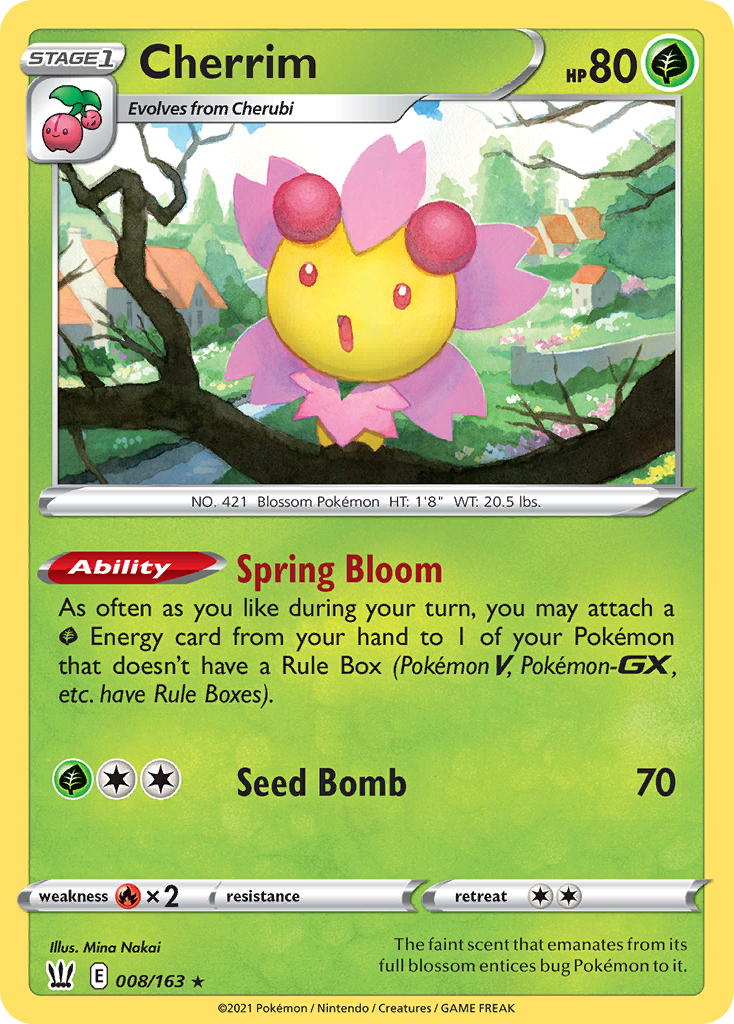 STAGE1
Cherrim
HP80
Evolves from Cherubi
NO. 421 Blossom Pokémon HT: 1'8" WT: 20.5 lbs.
Ability Spring Bloom
As often as you like during your turn, you may attach a
Energy card from your hand to 1 of your Pokémon
that doesn't have a Rule Box (Pokémon V, Pokémon-GX,
etc. have Rule Boxes).
Seed Bomb 70
weakness ×2 resistance retreat
Illus. Mina Nakai
The faint scent that emanates from its
full blossom entices bug Pokémon to it.
E 008/163 ★
©2021 Pokémon / Nintendo / Creatures / GAME FREAK